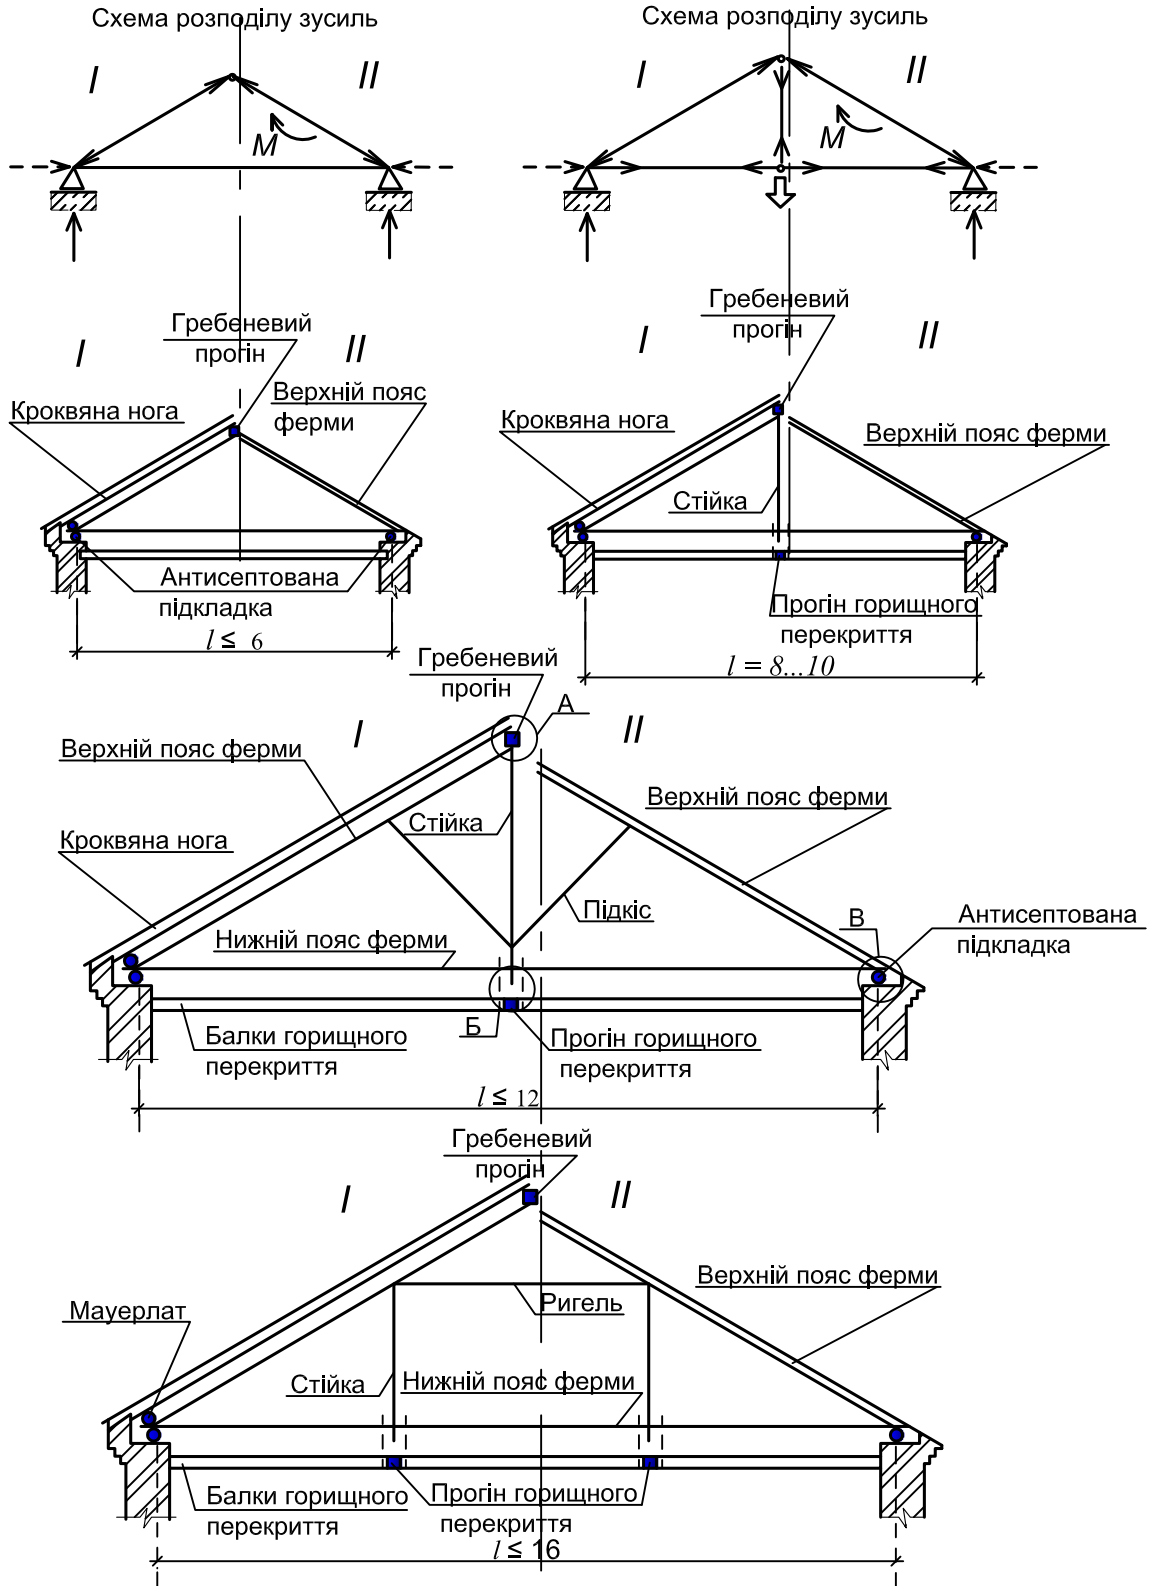 Схема розподілу зусиль
I
II
M
Схема розподілу зусиль
I
II
M
Гребеневий
прогін
I
II
Кроквяна нога
Верхній пояс
ферми
Антисептована
підкладка
l ≤ 6
Гребеневий
прогін
I
II
Кроквяна нога
Верхній пояс ферми
Стійка
Прогін горищного
перекриття
l = 8...10
Гребеневий
прогін
А
I
II
Верхній пояс ферми
Верхній пояс ферми
Стійка
Кроквяна нога
Підкіс
В
Антисептована
підкладка
Нижній пояс ферми
Б
Балки горищного
перекриття
Прогін горищного
перекриття
l ≤ 12
Гребеневий
прогін
I
II
Верхній пояс ферми
Ригель
Мауерлат
Стійка
Нижній пояс ферми
Балки горищного
перекриття
Прогін горищного
перекриття
l ≤ 16